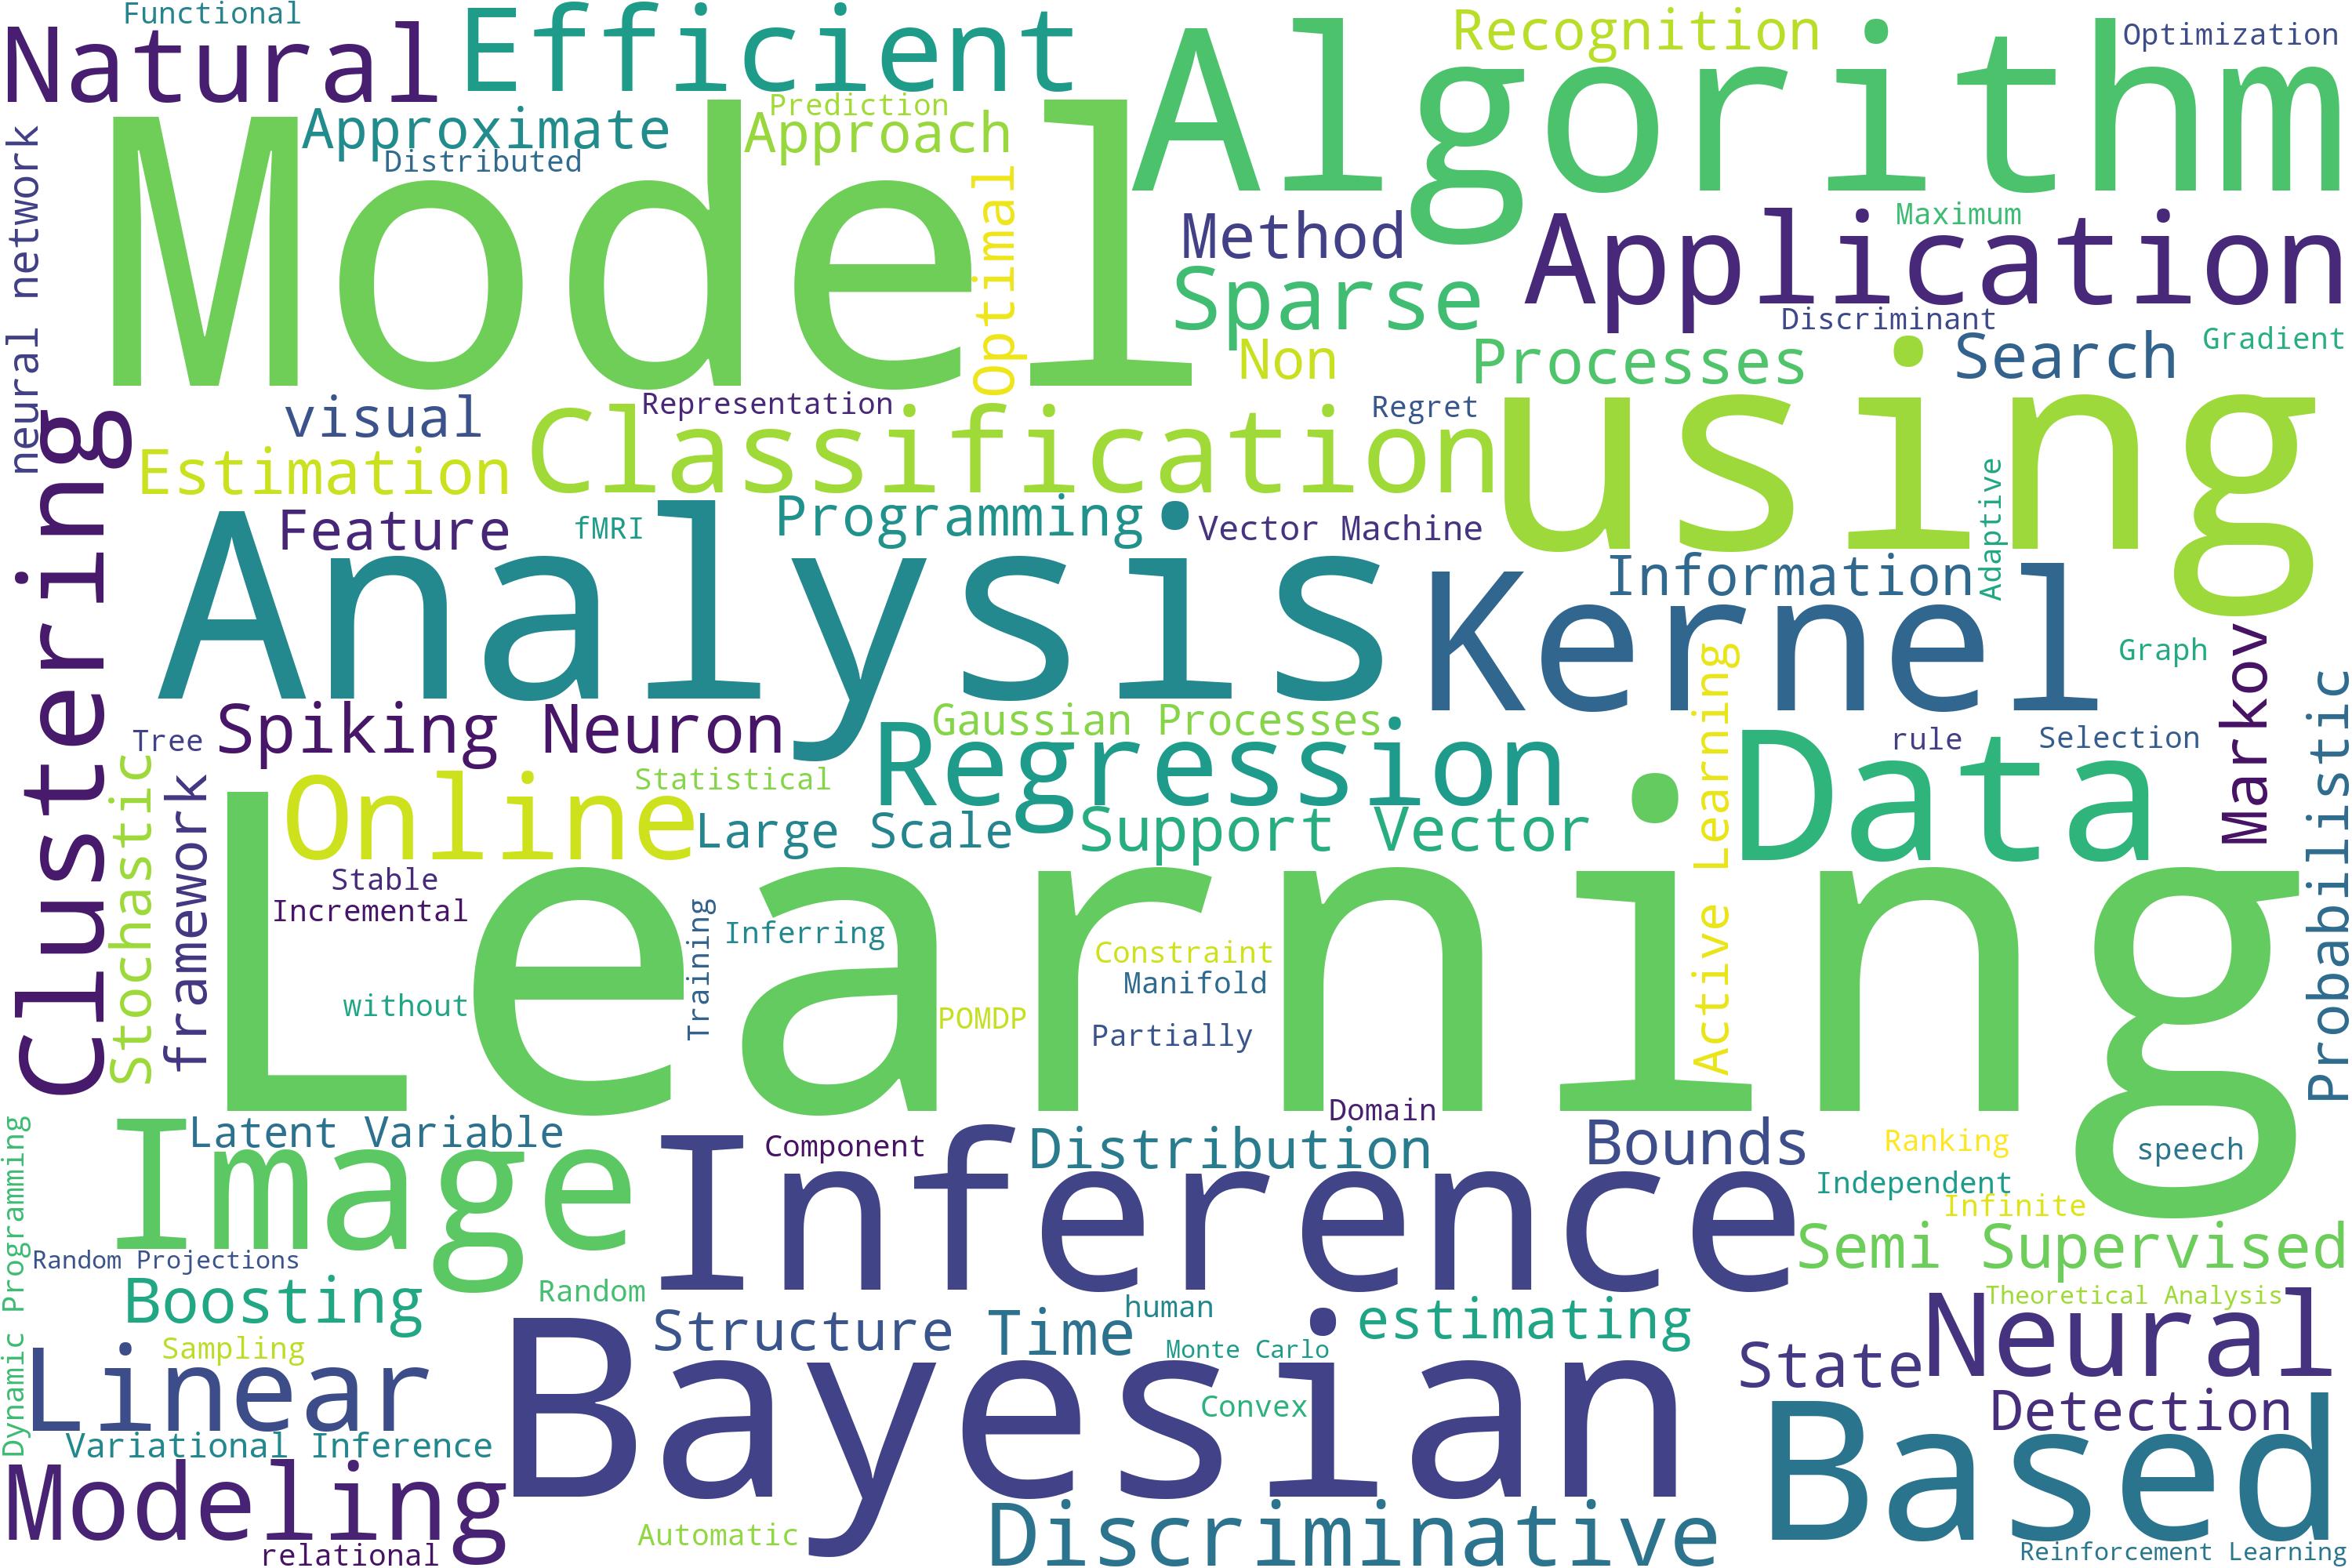 Functional
Natural
Efficient
Recognition
Optimization
Algorithm
Approximate
Prediction
Approach
Distributed
Model
Optimal
neural network
Method
Maximum
Application
Sparse
Discriminant
Non
Processes
Search
Gradient
visual
Representation
Regret
using
Estimation
Classification
Clustering
Feature
fMRI
Programming
Vector Machine
Adaptive
Analysis
Kernel
Information
Graph
Markov
Active Learning
Probabilistic
Tree
Spiking Neuron
Gaussian Processes
Regression
rule
Selection
Data
Stochastic
framework
Online
Statistical
Large Scale
Support Vector
Stable
Incremental
Learning
Training
Inferring
Constraint
Manifold
without
POMDP
Partially
Domain
Dynamic Programming
Latent Variable
Image
Component
Inference
Distribution
Bounds
Ranking
speech
Independent
Infinite
Semi Supervised
Random Projections
Boosting
Random
Theoretical Analysis
Structure
Time
human
estimating
Neural
Sampling
Linear
Bayesian
Monte Carlo
State
Convex
Detection
Variational Inference
Based
Modeling
Automatic
Discriminative
relational
Reinforcement Learning